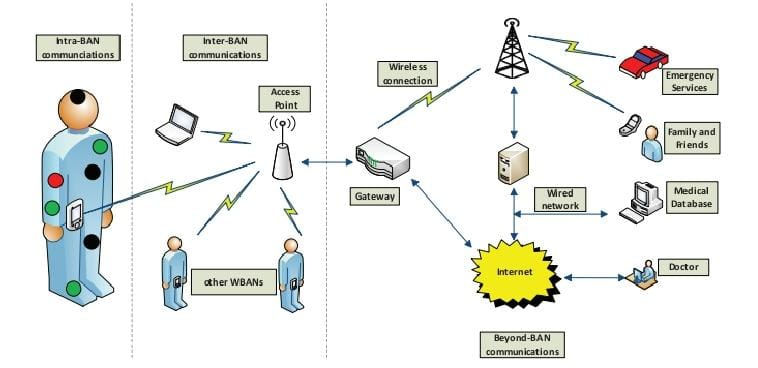 Intra-BAN
communciations
Inter-BAN
communications
Access
Point
Wireless
connection
Emergency
Services
Family and
Friends
Gateway
Wired
network
Medical
Database
other WBANs
Internet
Doctor
Beyond-BAN
communications